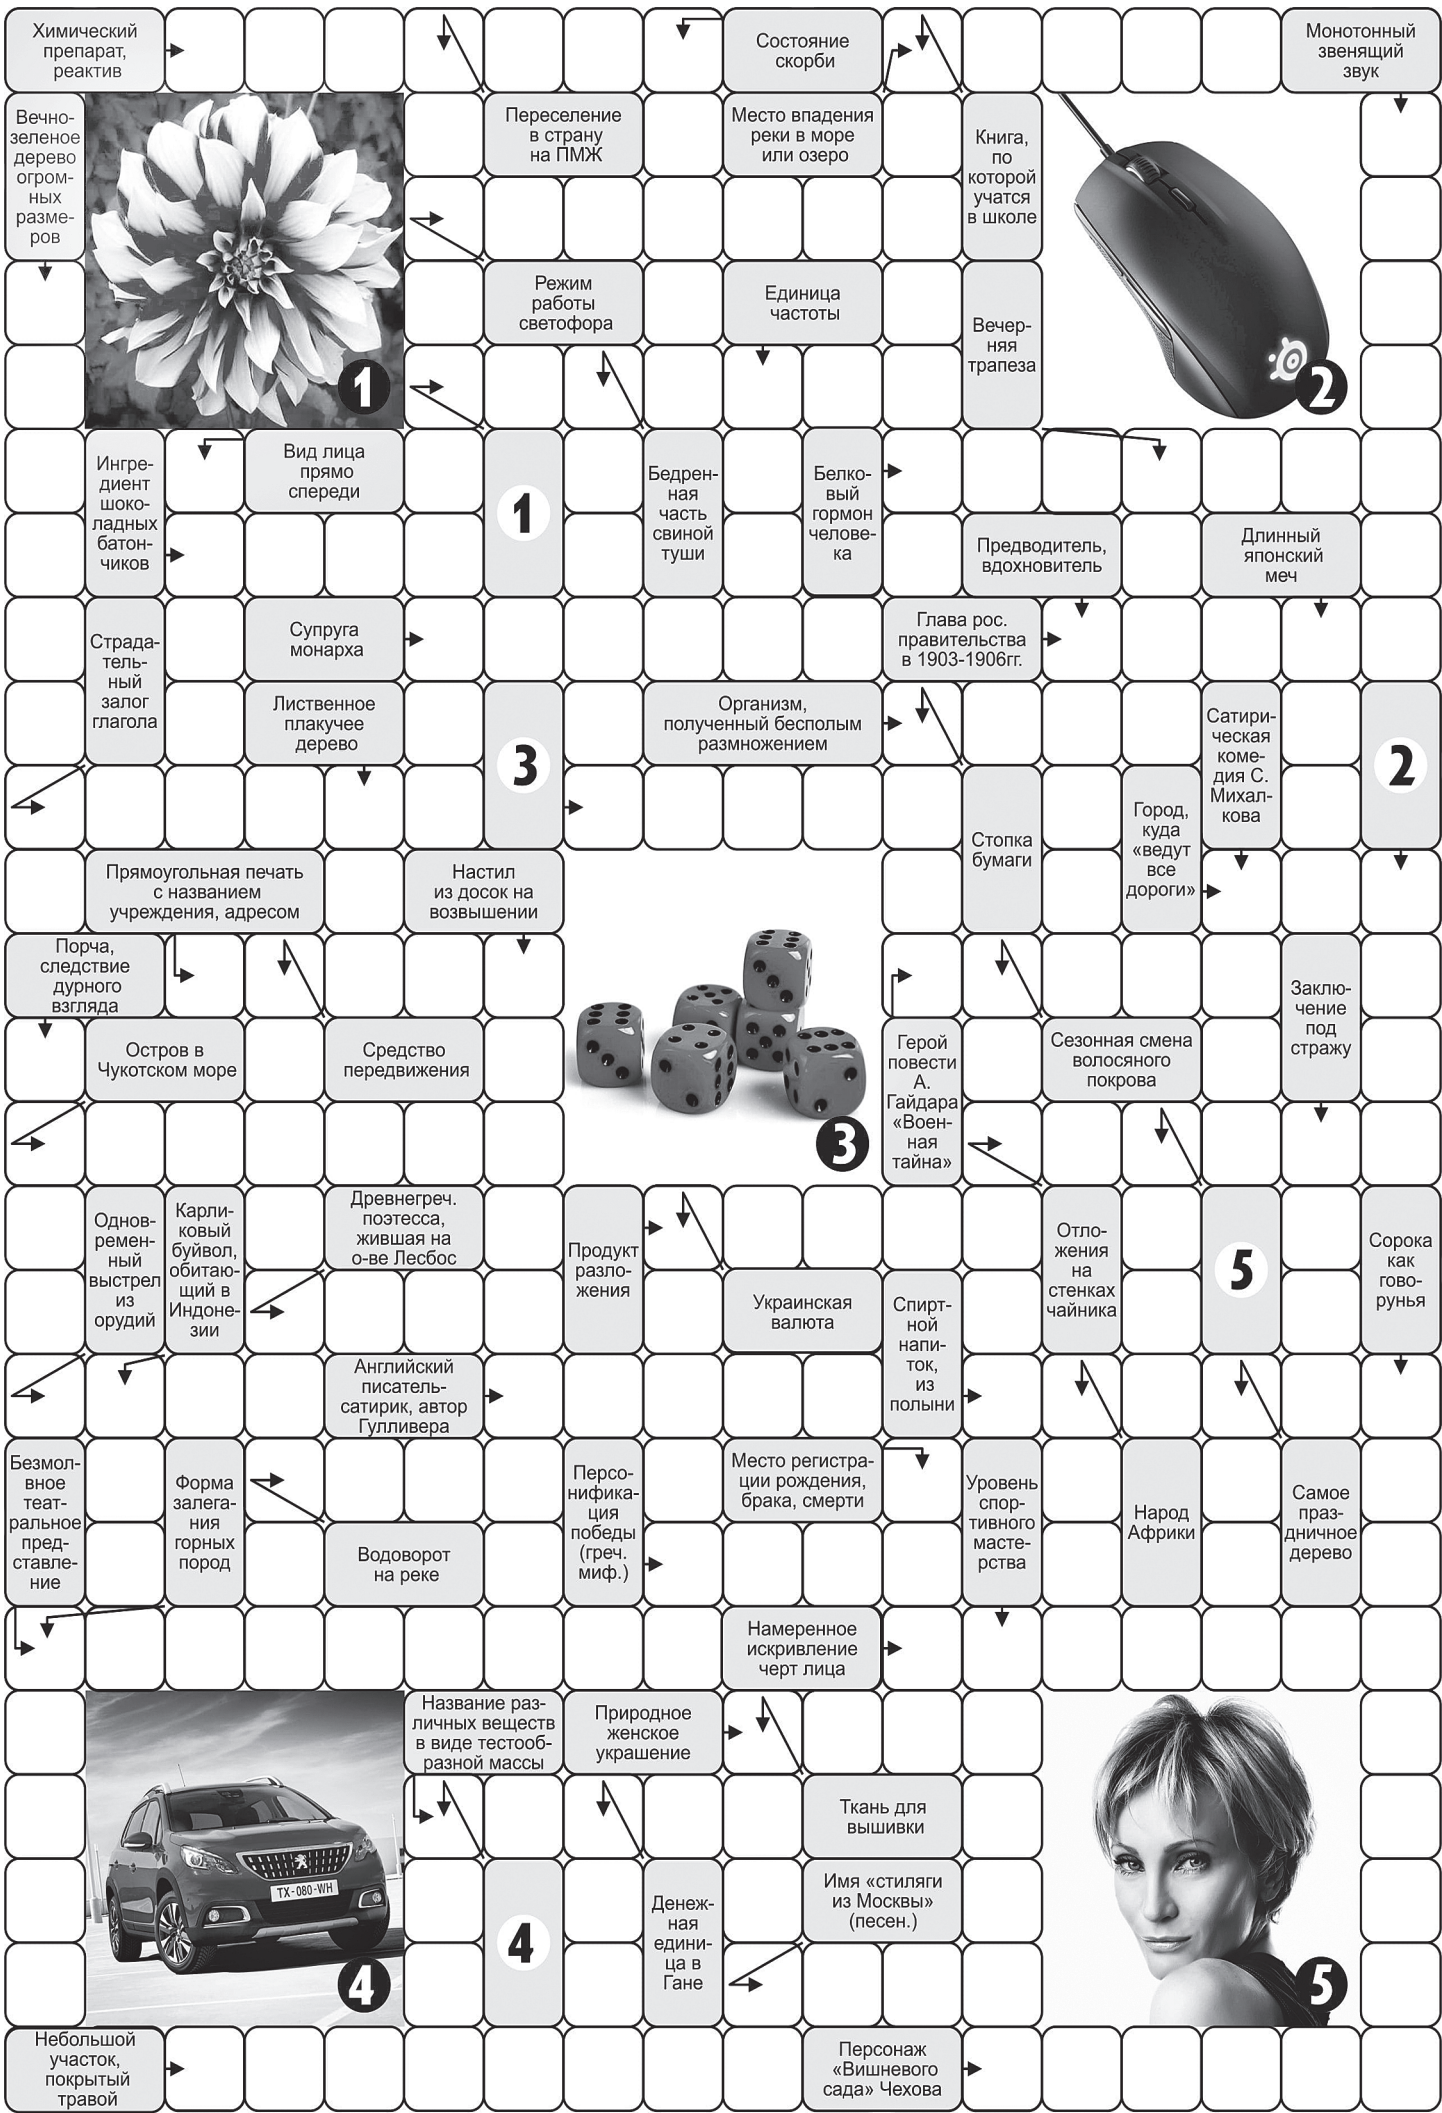 Химический
препарат,
реактив
Состояние
скорби
Монотонный
звенящий
звук
Вечно-
зеленое
дерево
огром-
ных
разме-
ров
Переселение
в страну
на ПМЖ
Место впадения
реки в море
или озеро
Книга,
по
которой
учатся
в школе
Режим
работы
светофора
Единица
частоты
Вечер-
няя
трапеза
1
2
Ингре-
диент
шоко-
ладных
батон-
чиков
Вид лица
прямо
спереди
1
Бедрен-
ная
часть
свиной
туши
Белко-
вый
гормон
челове-
ка
Предводитель,
вдохновитель
Длинный
японский
меч
Страда-
тель-
ный
залог
глагола
Супруга
монарха
Глава рос.
правительства
в 1903-1906гг.
Лиственное
плакучее
дерево
3
Организм,
полученный бесполым
размножением
Сатири-
ческая
коме-
дия С.
Михал-
кова
2
Стопка
бумаги
Город,
куда
«ведут
все
дороги»
Прямоугольная печать
с названием
учреждения, адресом
Настил
из досок на
возвышении
Порча,
следствие
дурного
взгляда
Заклю-
чение
под
стражу
Остров в
Чукотском море
Средство
передвижения
Герой
повести
А.
Гайдара
«Воен-
ная
тайна»
Сезонная смена
волосяного
покрова
3
Однов-
ремен-
ный
выстрел
из
орудий
Карли-
ковый
буйвол,
обитаю-
щий в
Индоне-
зии
Древнегреч.
поэтесса,
жившая на
о-ве Лесбос
Продукт
разло-
жения
Отло-
жения
на
стенках
чайника
5
Сорока
как
гово-
рунья
Украинская
валюта
Спирт-
ной
напи-
ток,
из
полыни
Английский
писатель-
сатирик, автор
Гулливера
Безмол-
вное
теат-
ральное
пред-
ставле-
ние
Форма
залега-
ния
горных
пород
Персо-
нифика-
ция
победы
(греч.
миф.)
Место регистра-
ции рождения,
брака, смерти
Уровень
спор-
тивного
масте-
рства
Народ
Африки
Самое
праз-
дничное
дерево
Водоворот
на реке
Намеренное
искривление
черт лица
Название раз-
личных веществ
в виде тестооб-
разной массы
Природное
женское
украшение
Ткань для
вышивки
TX-080-WH
4
4
Денеж-
ная
едини-
ца в
Гане
Имя «стиляги
из Москвы»
(песен.)
5
Небольшой
участок,
покрытый
травой
Персонаж
«Вишневого
сада» Чехова